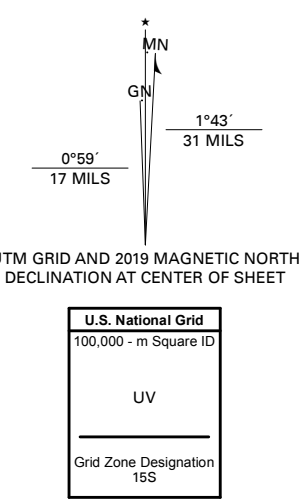 ★
MN
GN
1°43´
31 MILS
0°59´
17 MILS
UTM GRID AND 2019 MAGNETIC NORTH
DECLINATION AT CENTER OF SHEET
U.S. National Grid
100,000 - m Square ID
UV
Grid Zone Designation
15S